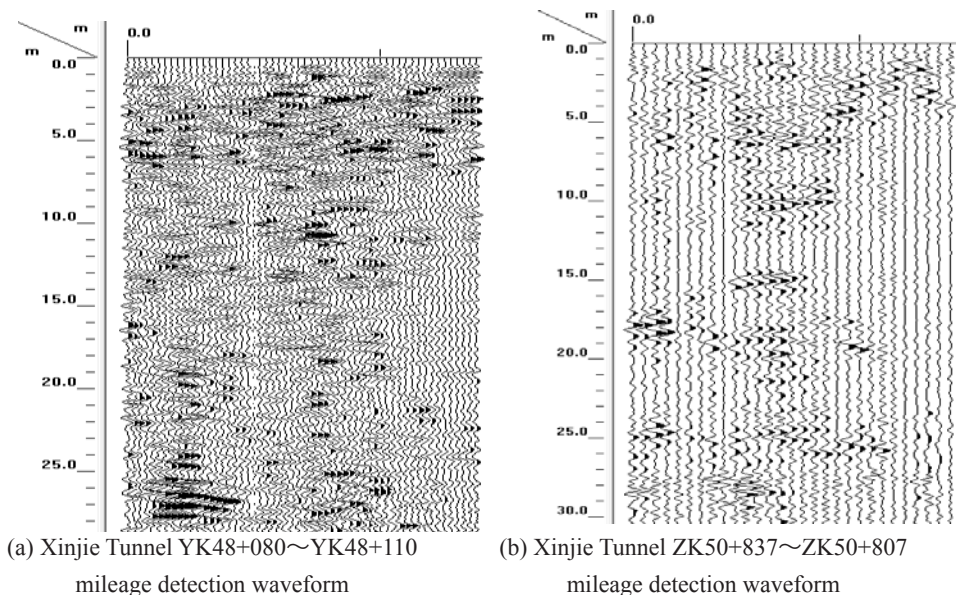 m
m
0.0
0.0
5.0
10.0
15.0
20.0
25.0
(a) Xinjie Tunnel YK48+080～YK48+110
mileage detection waveform
m
m
0.0
0.0
5.0
10.0
15.0
20.0
25.0
30.0
(b) Xinjie Tunnel ZK50+837～ZK50+807
mileage detection waveform